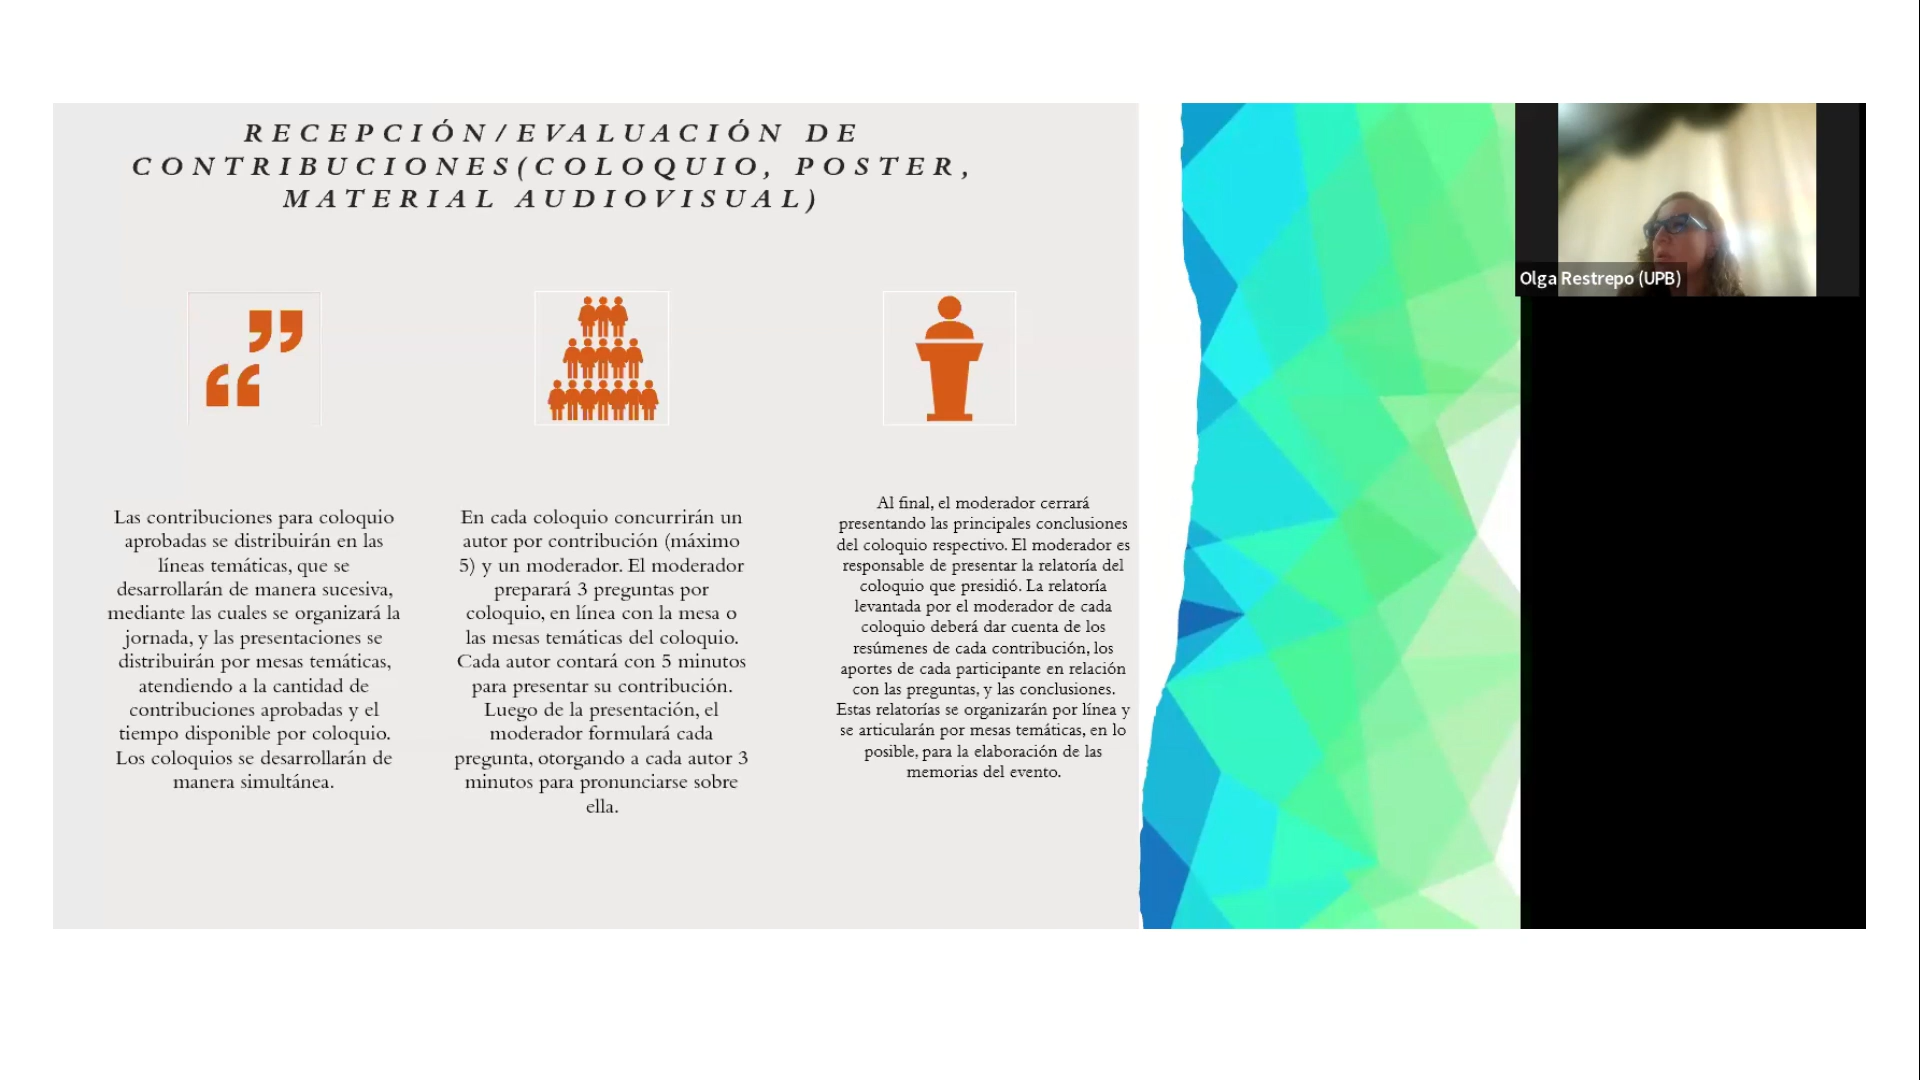 RECEPCIÓN/EVALUACIÓN DE
CONTRIBUCIONES(COLOQUIO, POSTER,
MATERIAL AUDIOVISUAL)
Las contribuciones para coloquio
aprobadas se distribuirán en las
líneas temáticas, que se
desarrollarán de manera sucesiva,
mediante las cuales se organizará la
jornada, y las presentaciones se
distribuirán por mesas temáticas,
atendiendo a la cantidad de
contribuciones aprobadas y el
tiempo disponible por coloquio.
Los coloquios se desarrollarán de
manera simultánea.
En cada coloquio concurrirán un
autor por contribución (máximo
5) y un moderador. El moderador
preparará 3 preguntas por
coloquio, en línea con la mesa o
las mesas temáticas del coloquio.
Cada autor contará con 5 minutos
para presentar su contribución.
Luego de la presentación, el
moderador formulará cada
pregunta, otorgando a cada autor 3
minutos para pronunciarse sobre
ella.
Al final, el moderador cerrará
presentando las principales conclusiones
del coloquio respectivo. El moderador es
responsable de presentar la relatoría del
coloquio que presidió. La relatoría
levantada por el moderador de cada
coloquio deberá dar cuenta de los
resúmenes de cada contribución, los
aportes de cada participante en relación
con las preguntas, y las conclusiones.
Estas relatorías se organizarán por línea y
se articularán por mesas temáticas, en lo
posible, para la elaboración de las
memorias del evento.
Olga Restrepo (UPB)